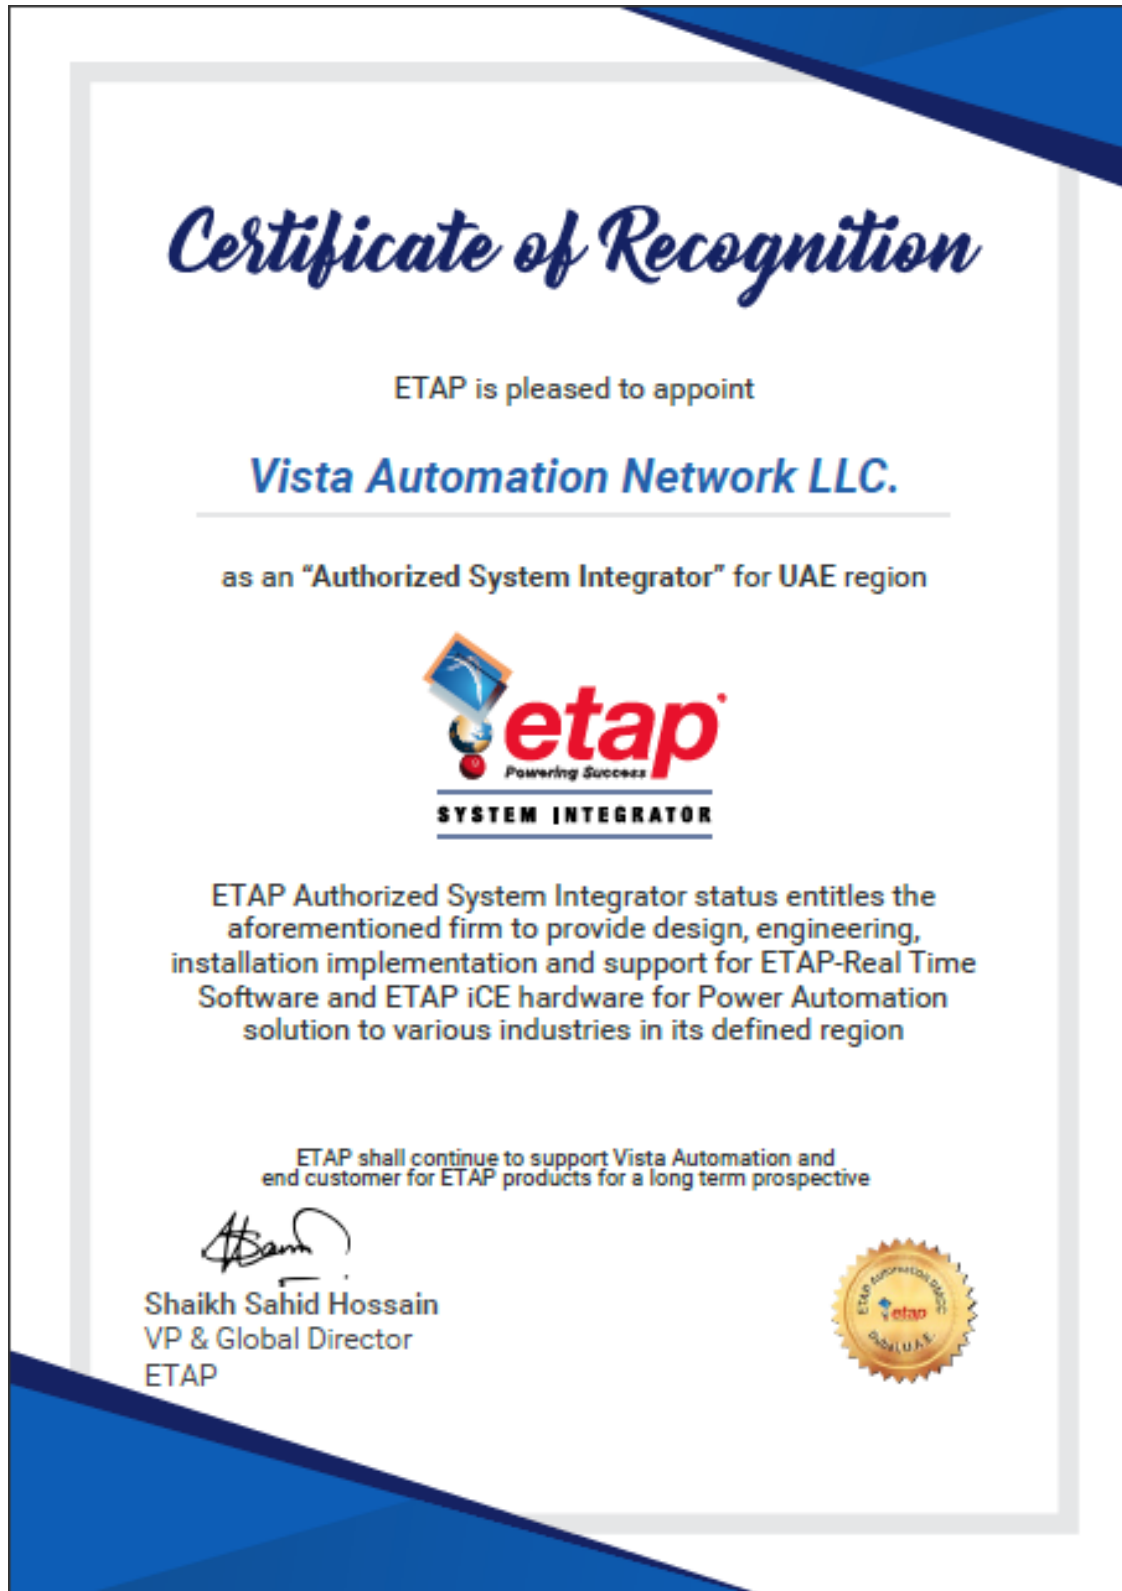 Certificate of Recognition
ETAP is pleased to appoint
Vista Automation Network LLC.
as an “Authorized System Integrator” for UAE region
etap
Powering Success
SYSTEM INTEGRATOR
ETAP Authorized System Integrator status entitles the
aforementioned firm to provide design, engineering,
installation implementation and support for ETAP-Real Time
Software and ETAP iCE hardware for Power Automation
solution to various industries in its defined region
ETAP shall continue to support Vista Automation and
end customer for ETAP products for a long term prospective
Shaikh Sahid Hossain
VP & Global Director
ETAP
ETAP Automation DMCC
etap
Dubai, U.A.E.